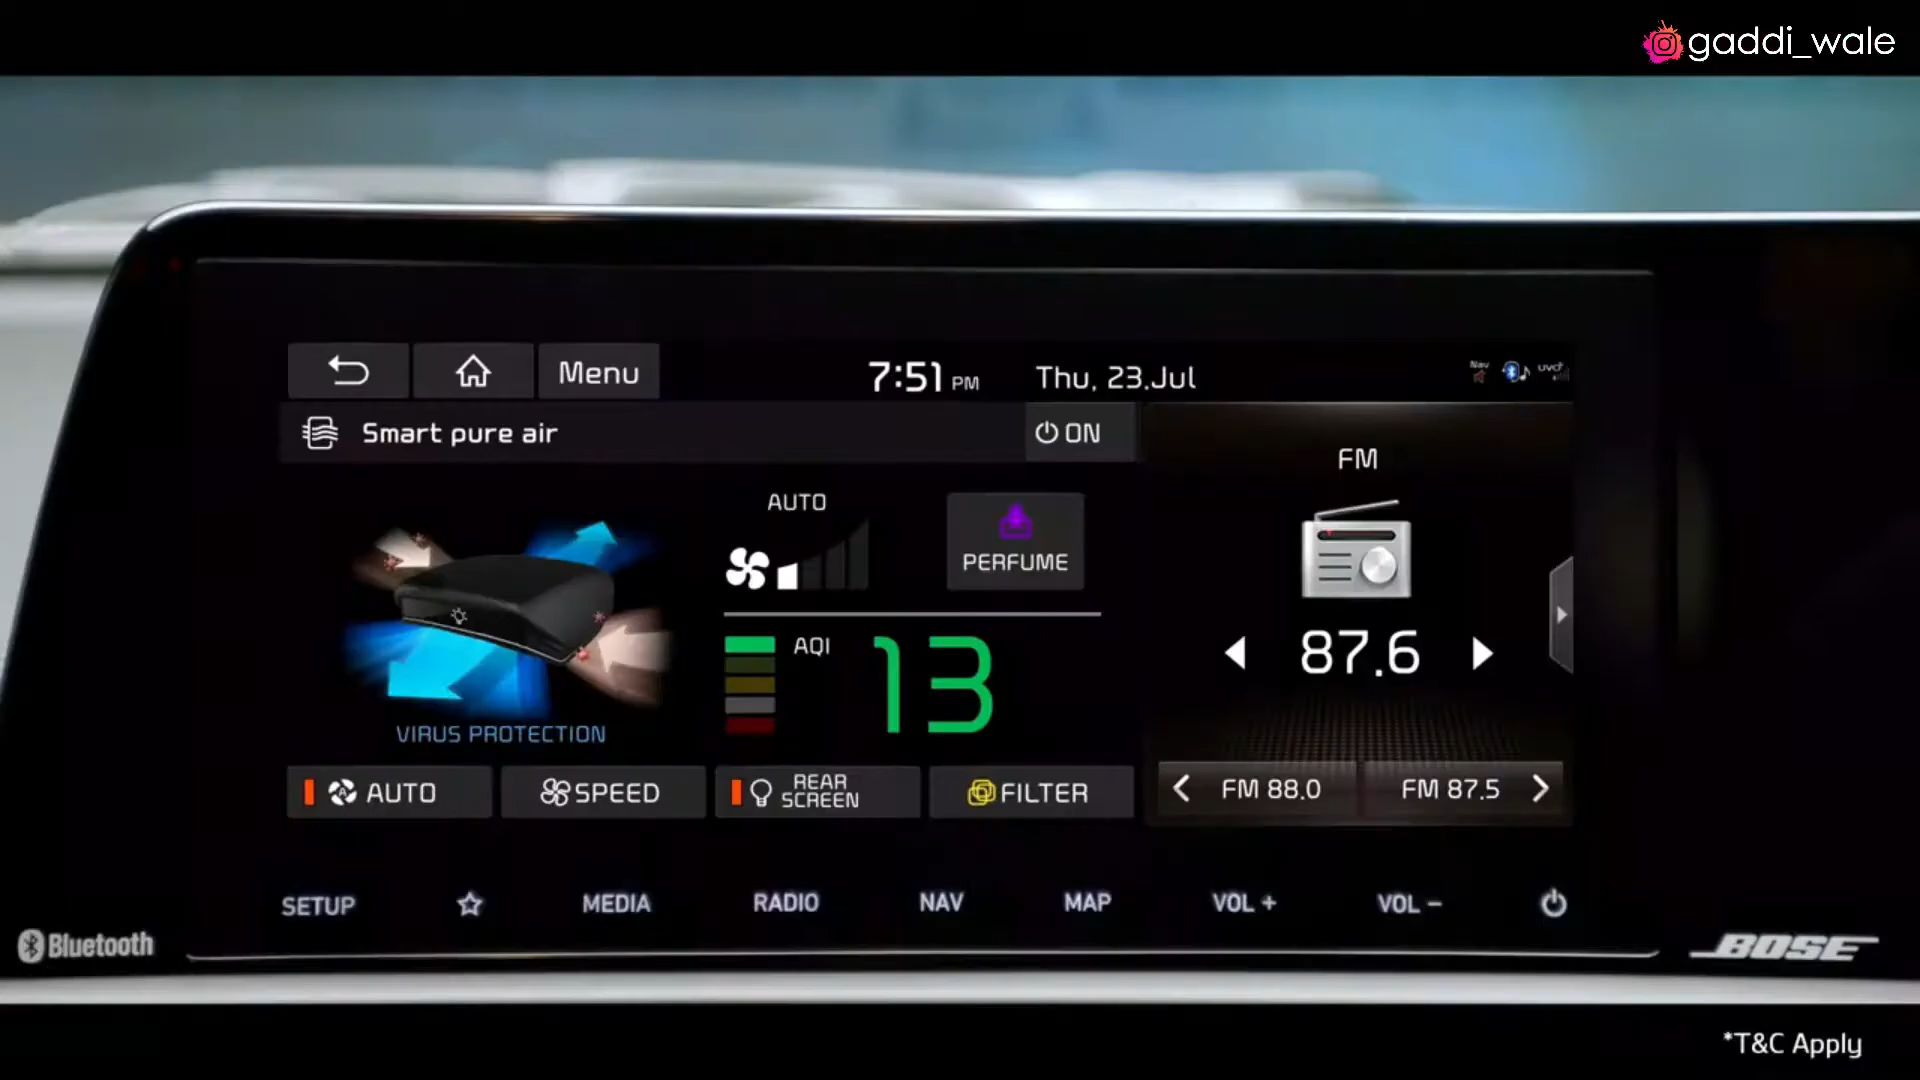 gaddi_wale
Menu
7:51 PM
Thu, 23.Jul
Nav
UVO
Smart pure air
ON
FM
AUTO
PERFUME
AQI
13
87.6
VIRUS PROTECTION
AUTO
SPEED
REAR
SCREEN
FILTER
FM 88.0
FM 87.5
SETUP
MEDIA
RADIO
NAV
MAP
VOL +
VOL −
Bluetooth
BOSE
*T&C Apply